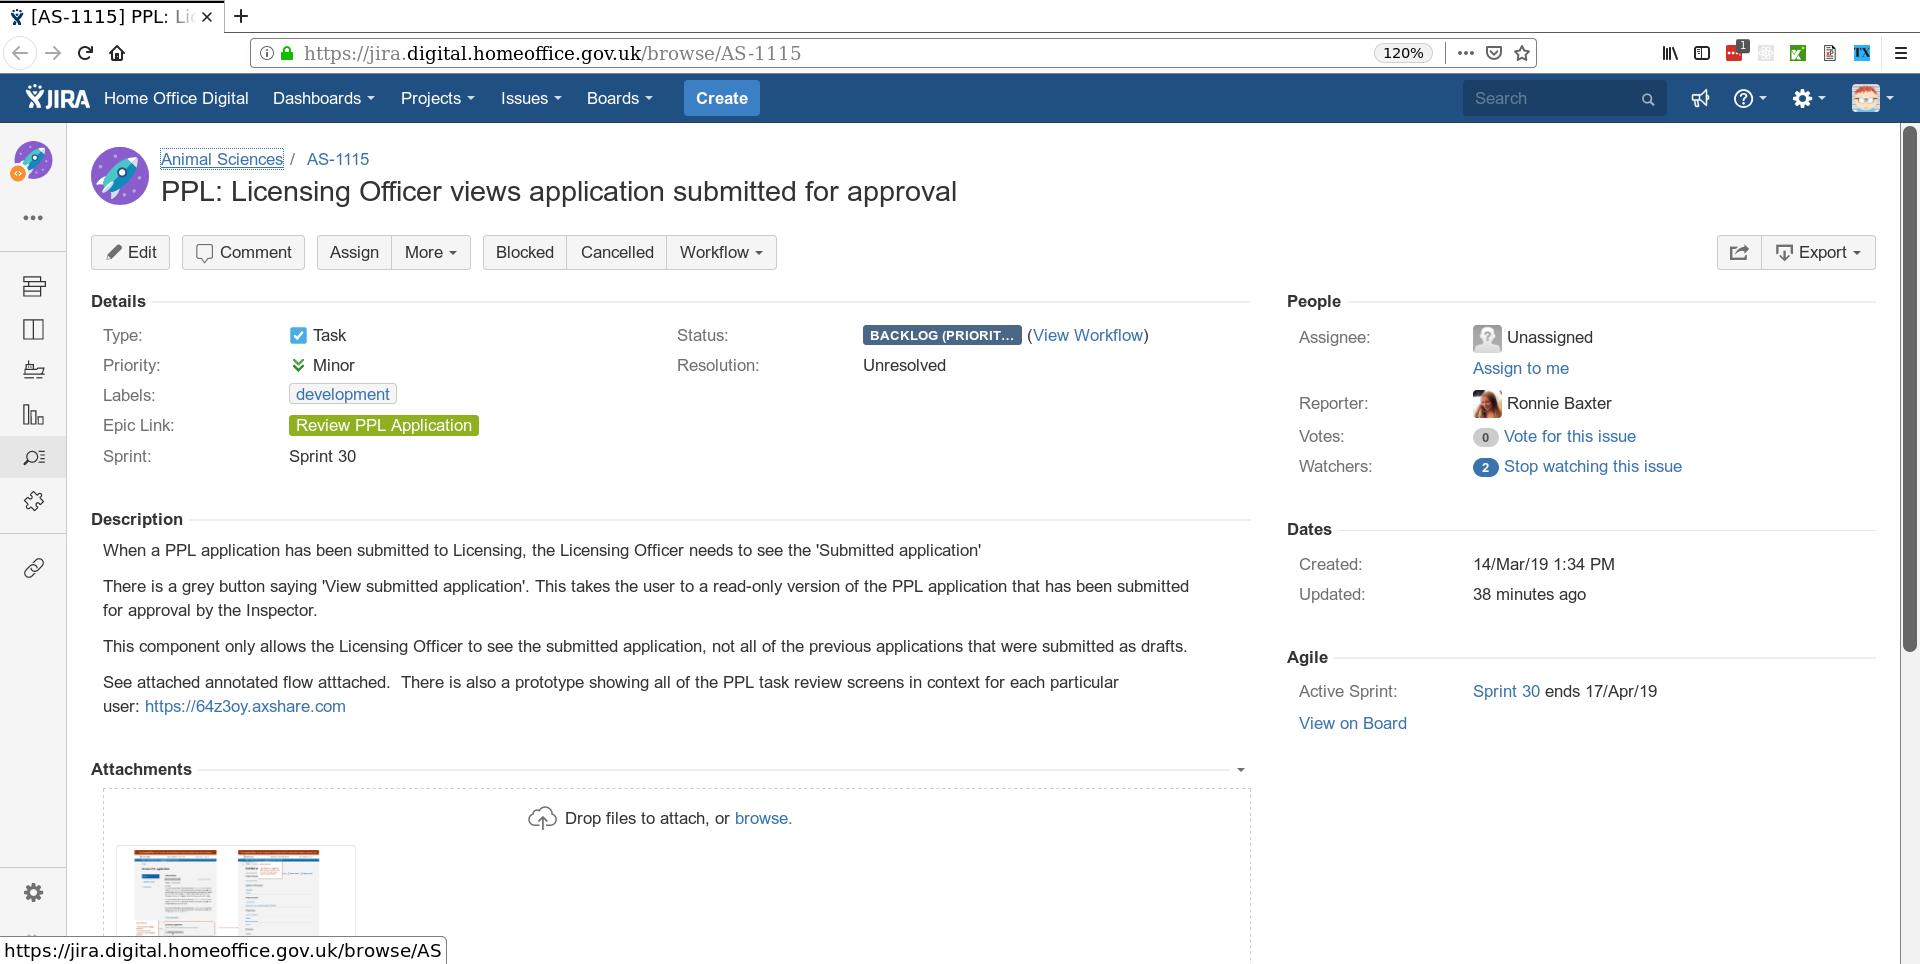 [AS-1115] PPL: Lic
https://jira.digital.homeoffice.gov.uk/browse/AS-1115
120%
1
TX
JIRA Home Office Digital Dashboards Projects Issues Boards Create
Search
Animal Sciences / AS-1115
PPL: Licensing Officer views application submitted for approval
Edit Comment Assign More Blocked Cancelled Workflow Export
Details
Type: Task
Status: BACKLOG (PRIORIT... (View Workflow)
Priority: Minor
Resolution: Unresolved
Labels: development
Epic Link: Review PPL Application
Sprint: Sprint 30
Description
When a PPL application has been submitted to Licensing, the Licensing Officer needs to see the 'Submitted application'
There is a grey button saying 'View submitted application'. This takes the user to a read-only version of the PPL application that has been submitted
for approval by the Inspector.
This component only allows the Licensing Officer to see the submitted application, not all of the previous applications that were submitted as drafts.
See attached annotated flow atttached.  There is also a prototype showing all of the PPL task review screens in context for each particular
user: https://64z3oy.axshare.com
Attachments
Drop files to attach, or browse.
People
Assignee: Unassigned
Assign to me
Reporter: Ronnie Baxter
Votes: 0 Vote for this issue
Watchers: 2 Stop watching this issue
Dates
Created: 14/Mar/19 1:34 PM
Updated: 38 minutes ago
Agile
Active Sprint: Sprint 30 ends 17/Apr/19
View on Board
https://jira.digital.homeoffice.gov.uk/browse/AS